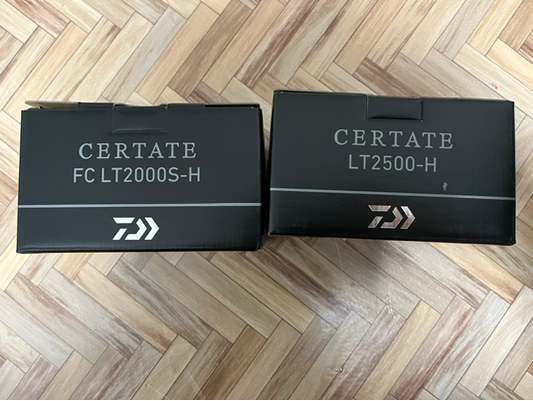 CERTATE
FC LT2000S-H
CERTATE
LT2500-H